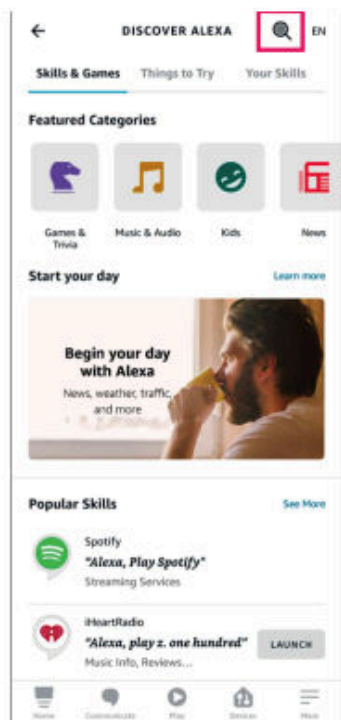 DISCOVER ALEXA EN
Skills & Games Things to Try Your Skills
Featured Categories
Games & Music & Audio Kids News
Trivia
Start your day Learn more
Begin your day
with Alexa
News, weather, traffic,
and more
Popular Skills See More
Spotify
"Alexa, Play Spotify"
Streaming Services
iHeartRadio
"Alexa, play z. one hundred" LAUNCH
Music Info, Reviews...
Home Communicate Play Devices More